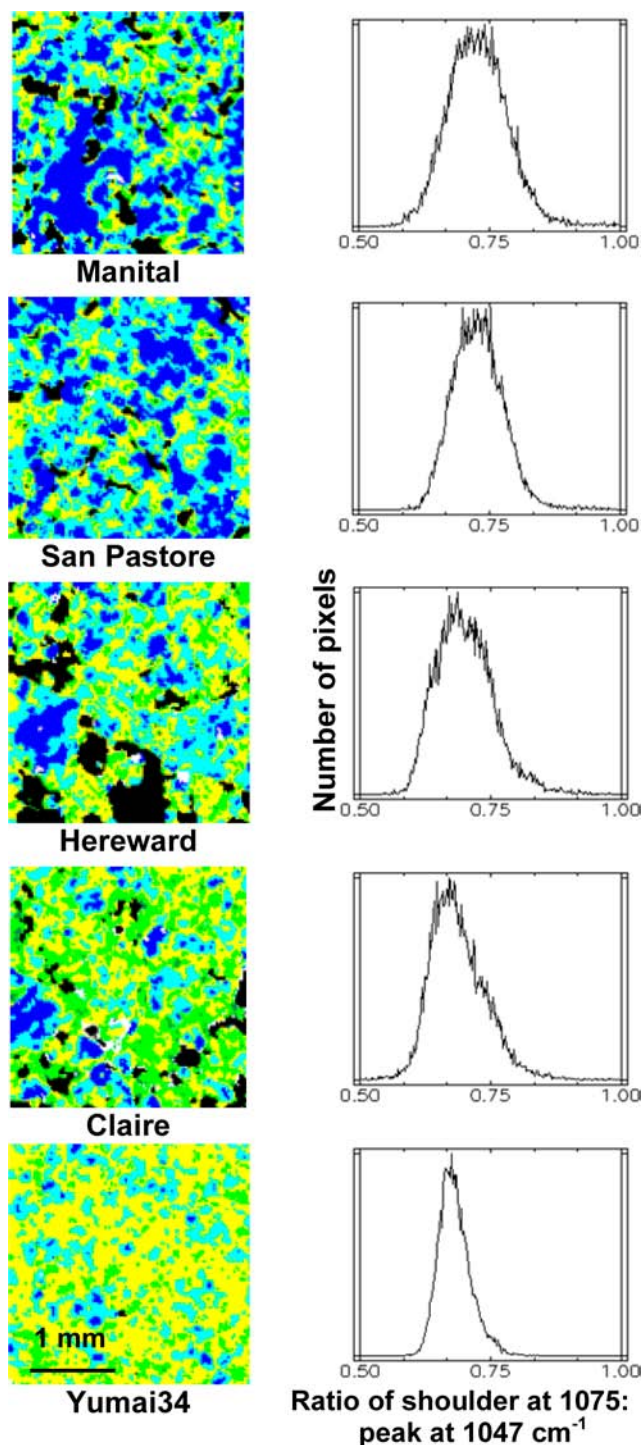 0.50 0.75 1.00
Manital
0.50 0.75 1.00
San Pastore
Number of pixels
0.50 0.75 1.00
Hereward
0.50 0.75 1.00
Claire
1 mm
0.50 0.75 1.00
Yumai34
Ratio of shoulder at 1075:
peak at 1047 cm⁻¹